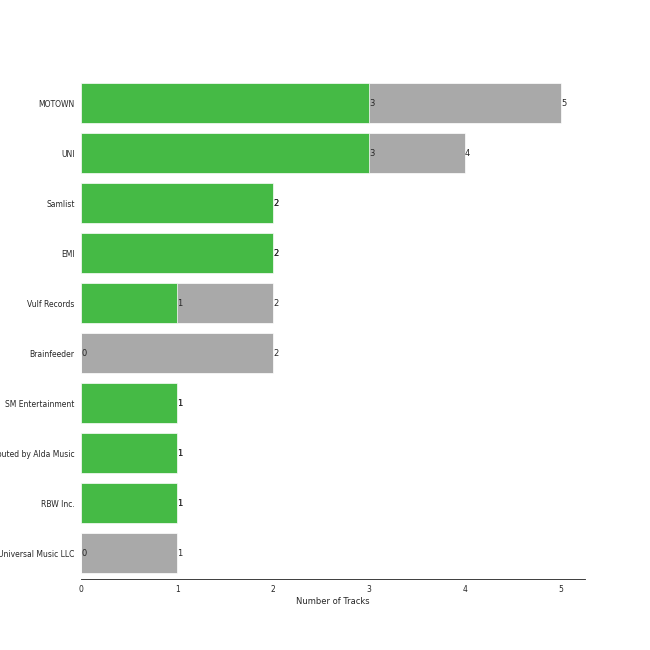 MOTOWN 3 5
UNI 3 4
Samlist 2
EMI 2
Vulf Records 1 2
Brainfeeder 0 2
SM Entertainment 1
by Alda Music 1
RBW Inc. 1
Universal Music LLC 0 1
0 1 2 3 4 5
Number of Tracks